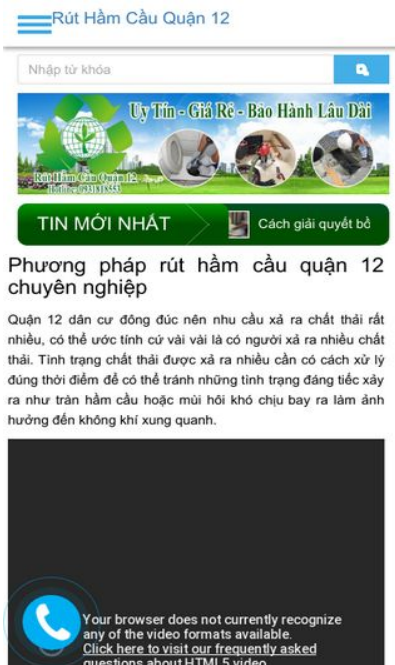 Rút Hầm Cầu Quận 12
Nhập từ khóa
Uy Tín - Giá Rẻ - Bảo Hành Lâu Dài
Rút Hầm Cầu Quận 12
Hotline: 0931318553
TIN MỚI NHẤT
Cách giải quyết bồ
Phương pháp rút hầm cầu quận 12
chuyên nghiệp
Quận 12 dân cư đông đúc nên nhu cầu xả ra chất thải rất
nhiều, có thể ước tính cứ vài vài là có người xả ra nhiều chất
thải. Tình trạng chất thải được xả ra nhiều cần có cách xử lý
đúng thời điểm để có thể tránh những tình trạng đáng tiếc xảy
ra như tràn hầm cầu hoặc mùi hôi khó chịu bay ra làm ảnh
hưởng đến không khí xung quanh.
Your browser does not currently recognize
any of the video formats available.
Click here to visit our frequently asked
questions about HTML5 video.